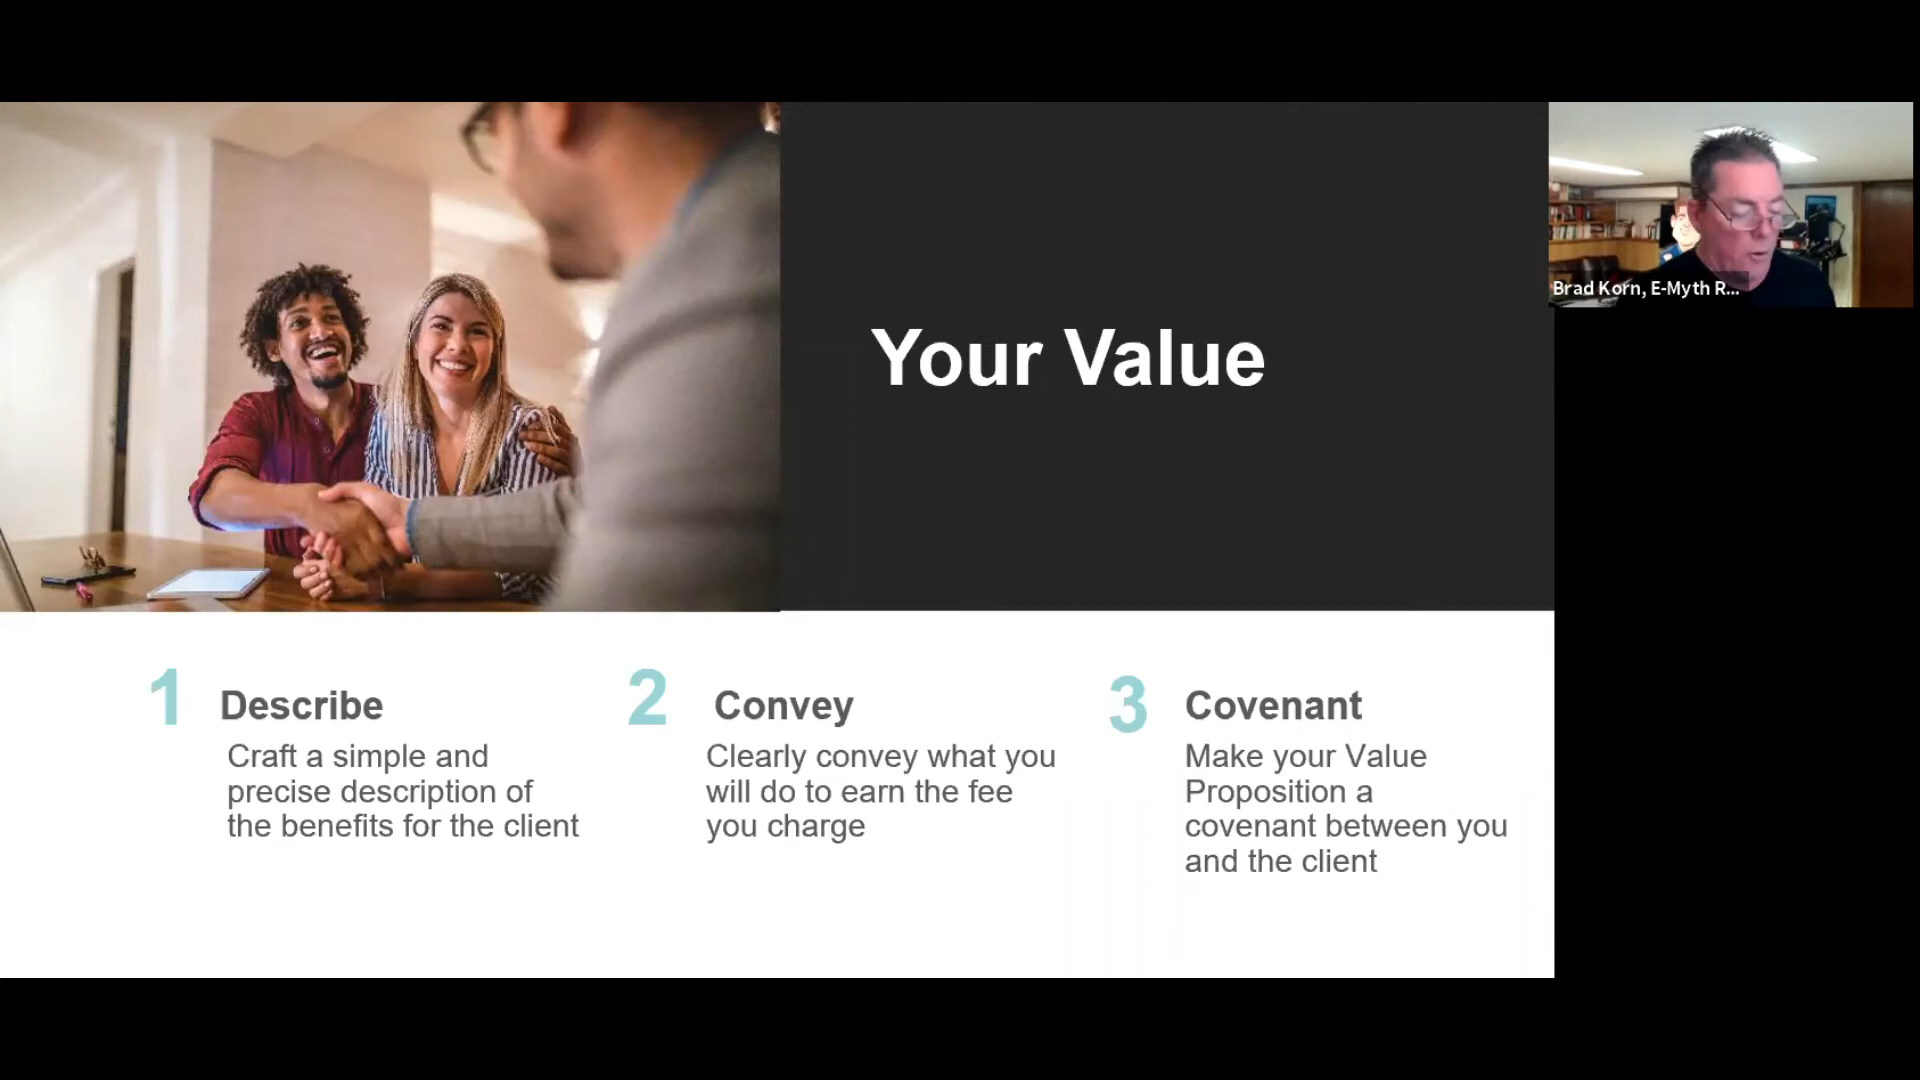 Your Value
Brad Korn, E-Myth R...
1 Describe
Craft a simple and
precise description of
the benefits for the client
2 Convey
Clearly convey what you
will do to earn the fee
you charge
3 Covenant
Make your Value
Proposition a
covenant between you
and the client